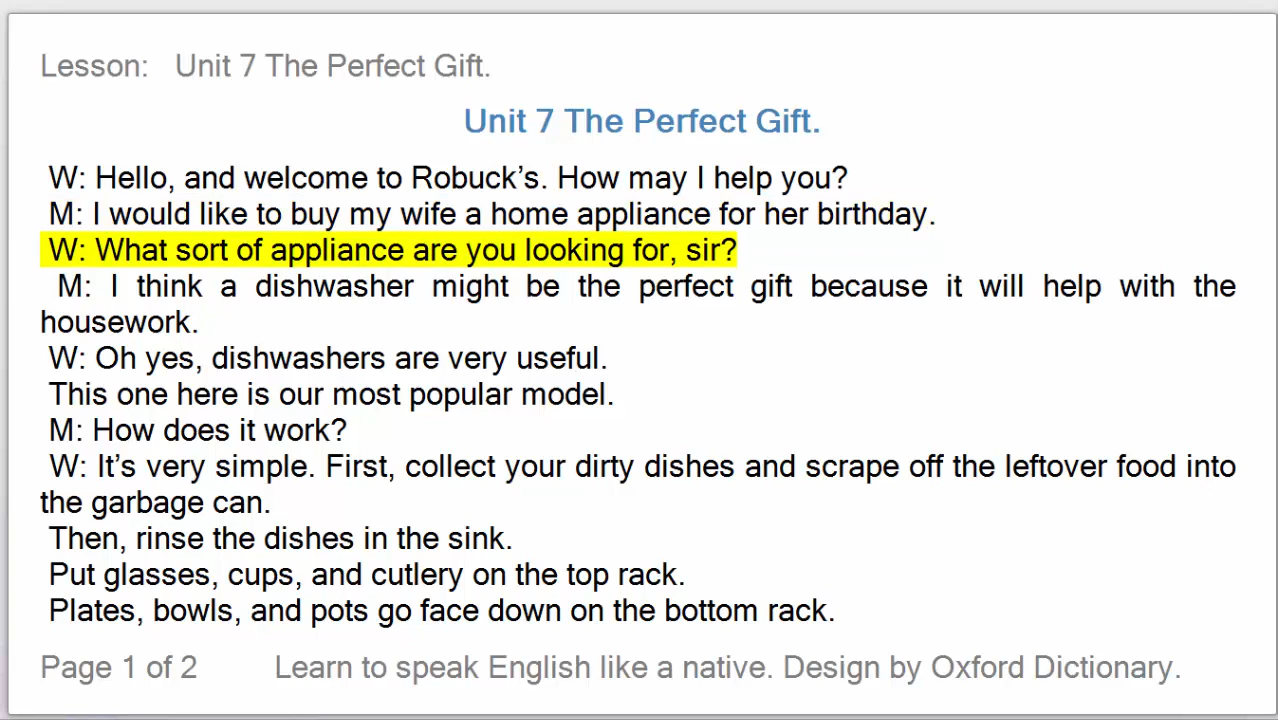 Lesson: Unit 7 The Perfect Gift.
Unit 7 The Perfect Gift.
W: Hello, and welcome to Robuck’s. How may I help you?
M: I would like to buy my wife a home appliance for her birthday.
W: What sort of appliance are you looking for, sir?
M: I think a dishwasher might be the perfect gift because it will help with the
housework.
W: Oh yes, dishwashers are very useful.
This one here is our most popular model.
M: How does it work?
W: It’s very simple. First, collect your dirty dishes and scrape off the leftover food into
the garbage can.
Then, rinse the dishes in the sink.
Put glasses, cups, and cutlery on the top rack.
Plates, bowls, and pots go face down on the bottom rack.
Page 1 of 2 Learn to speak English like a native. Design by Oxford Dictionary.